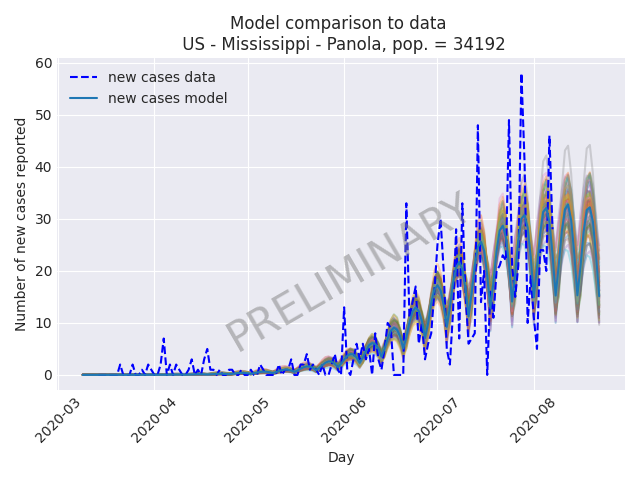 Model comparison to data
US - Mississippi - Panola, pop. = 34192
new cases data
new cases model
PRELIMINARY
Number of new cases reported
60
50
40
30
20
10
0
2020-03
2020-04
2020-05
2020-06
2020-07
2020-08
Day